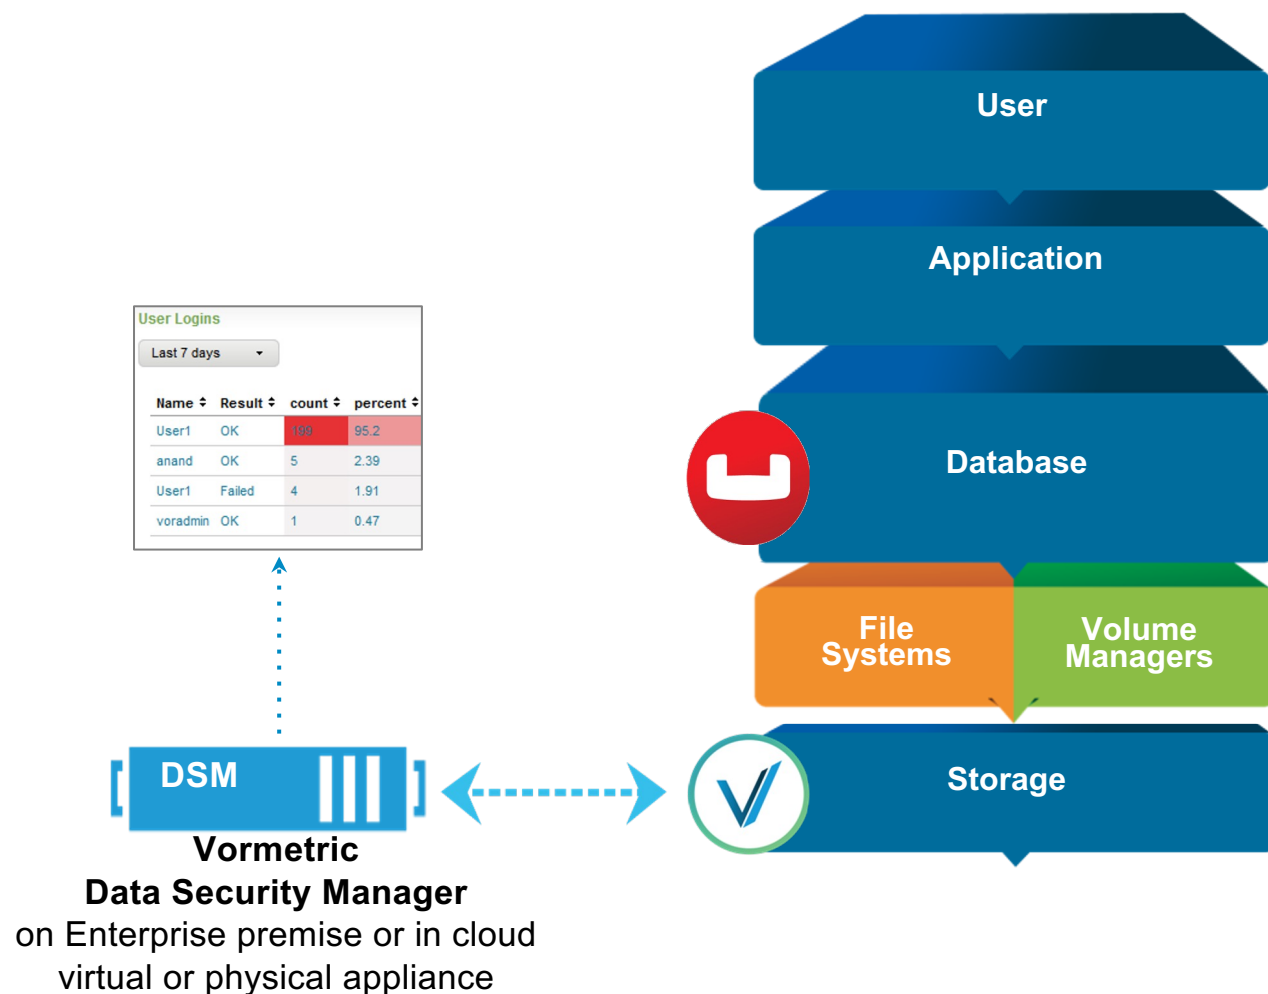 User
Application
User Logins
Last 7 days
Name Result count percent
User1 OK 199 95.2
anand OK 5 2.39
User1 Failed 4 1.91
voradmin OK 1 0.47
Database
File
Systems
Volume
Managers
DSM
Storage
Vormetric
Data Security Manager
on Enterprise premise or in cloud
virtual or physical appliance